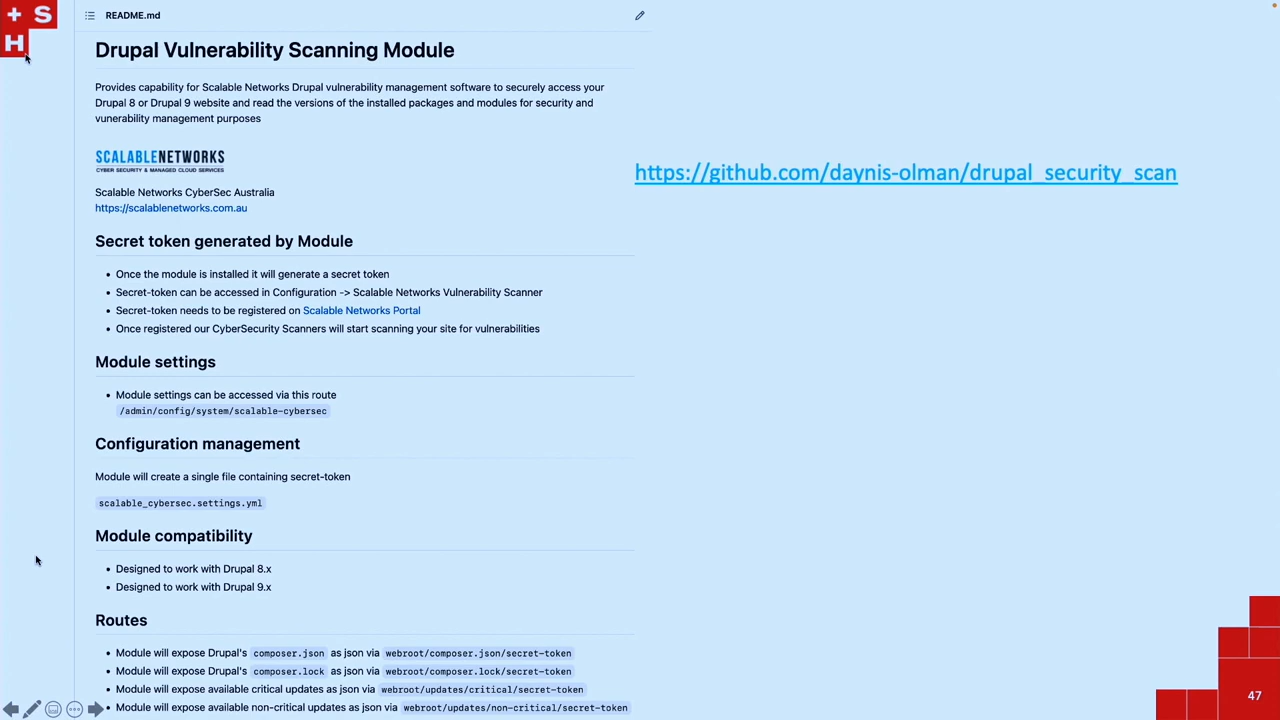 + S
H
README.md
Drupal Vulnerability Scanning Module
Provides capability for Scalable Networks Drupal vulnerability management software to securely access your
Drupal 8 or Drupal 9 website and read the versions of the installed packages and modules for security and
vunerability management purposes
SCALABLENETWORKS
CYBER SECURITY & MANAGED CLOUD SERVICES
https://github.com/daynis-olman/drupal_security_scan
Scalable Networks CyberSec Australia
https://scalablenetworks.com.au
Secret token generated by Module
• Once the module is installed it will generate a secret token
• Secret-token can be accessed in Configuration -> Scalable Networks Vulnerability Scanner
• Secret-token needs to be registered on Scalable Networks Portal
• Once registered our CyberSecurity Scanners will start scanning your site for vulnerabilities
Module settings
• Module settings can be accessed via this route
/admin/config/system/scalable-cybersec
Configuration management
Module will create a single file containing secret-token
scalable_cybersec.settings.yml
Module compatibility
• Designed to work with Drupal 8.x
• Designed to work with Drupal 9.x
Routes
• Module will expose Drupal's composer.json as json via webroot/composer.json/secret-token
• Module will expose Drupal's composer.lock as json via webroot/composer.lock/secret-token
• Module will expose available critical updates as json via webroot/updates/critical/secret-token
• Module will expose available non-critical updates as json via webroot/updates/non-critical/secret-token
47